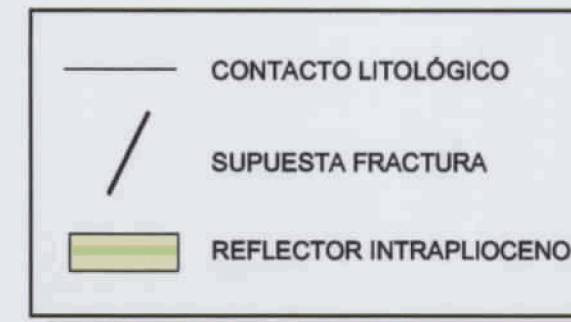 CONTACTO LITOLÓGICO
SUPUESTA FRACTURA
REFLECTOR INTRAPLIOCENO